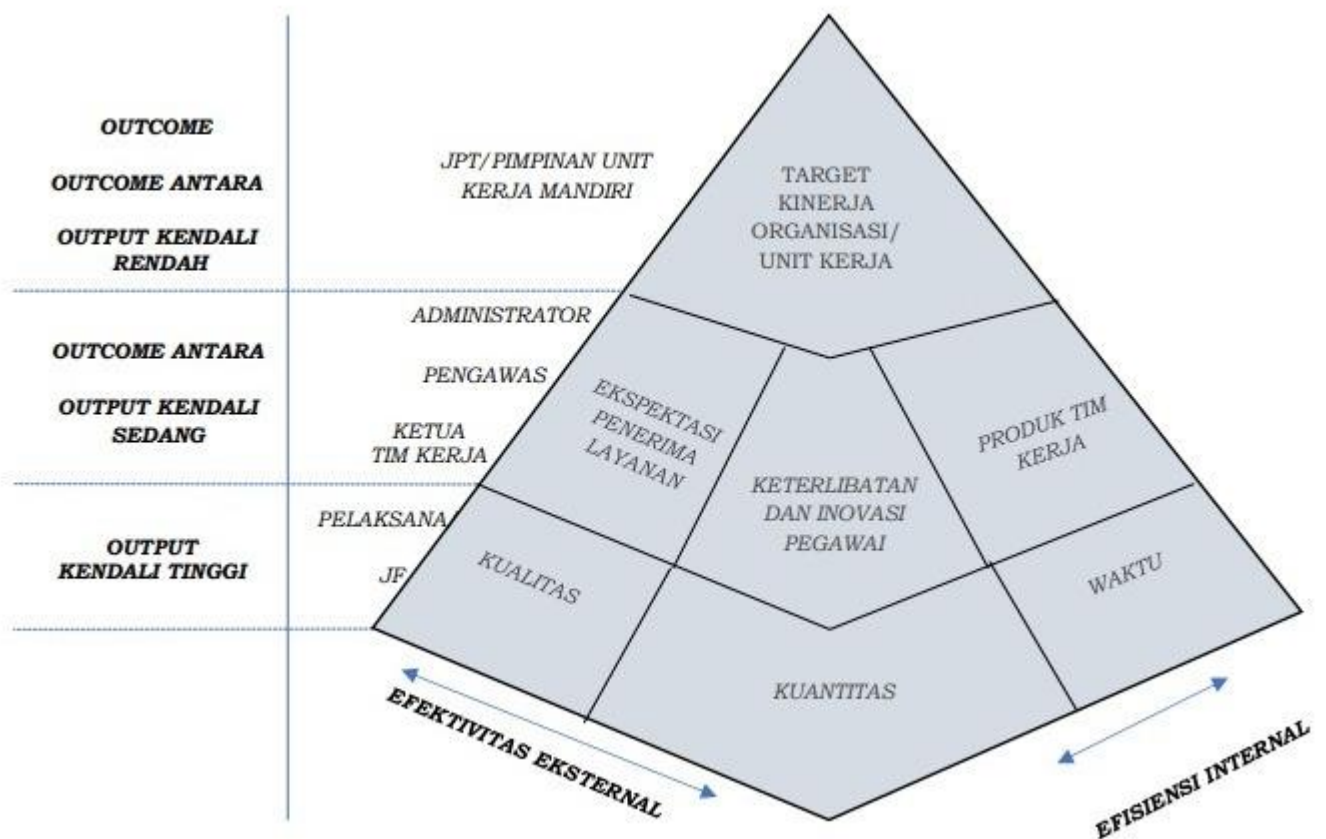 OUTCOME
OUTCOME ANTARA
OUTPUT KENDALI
RENDAH
JPT/PIMPINAN UNIT
KERJA MANDIRI
TARGET
KINERJA
ORGANISASI/
UNIT KERJA
OUTCOME ANTARA
OUTPUT KENDALI
SEDANG
ADMINISTRATOR
PENGAWAS
KETUA
TIM KERJA
EKSPEKTASI
PENERIMA
LAYANAN
KETERLIBATAN
DAN INOVASI
PEGAWAI
PRODUK TIM
KERJA
OUTPUT
KENDALI TINGGI
PELAKSANA
JF
KUALITAS
KUANTITAS
WAKTU
EFEKTIVITAS EKSTERNAL
EFISIENSI INTERNAL